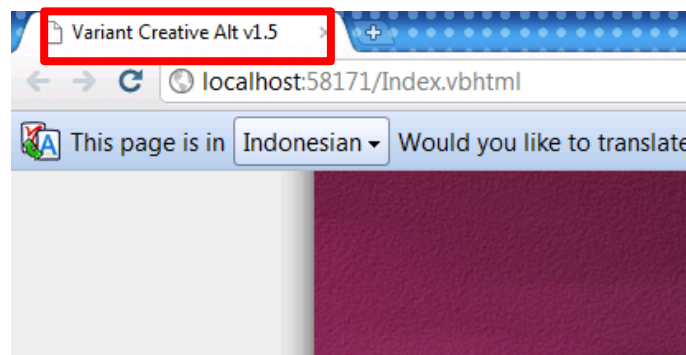 Variant Creative Alt v1.5
localhost:58171/Index.vbhtml
This page is in Indonesian Would you like to translate